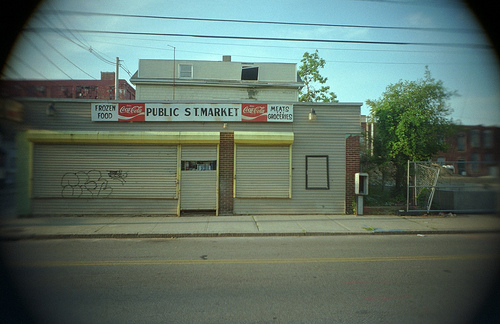 FROZEN
FOOD
Coca-Cola
PUBLIC ST. MARKET
Coca-Cola
MEATS
GROCERIES